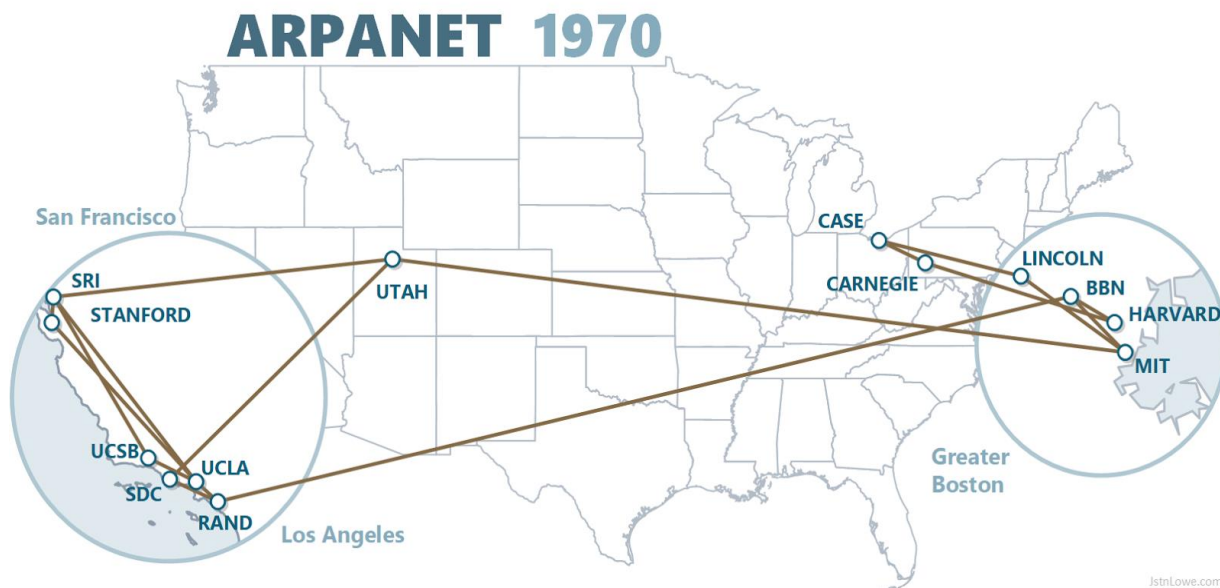 ARPANET 1970
San Francisco
SRI
STANFORD
UTAH
UCSB
SDC
UCLA
RAND
Los Angeles
CASE
CARNEGIE
LINCOLN
BBN
HARVARD
MIT
Greater
Boston
JstnLowe.com